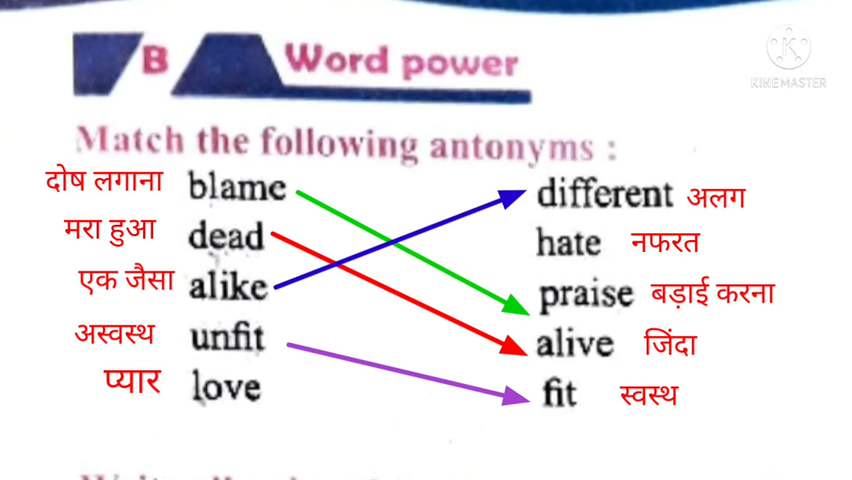 KINEMASTER
B Word power
Match the following antonyms :
दोष लगाना blame different अलग
मरा हुआ dead hate नफरत
एक जैसा alike praise बड़ाई करना
अस्वस्थ unfit alive जिंदा
प्यार love fit स्वस्थ